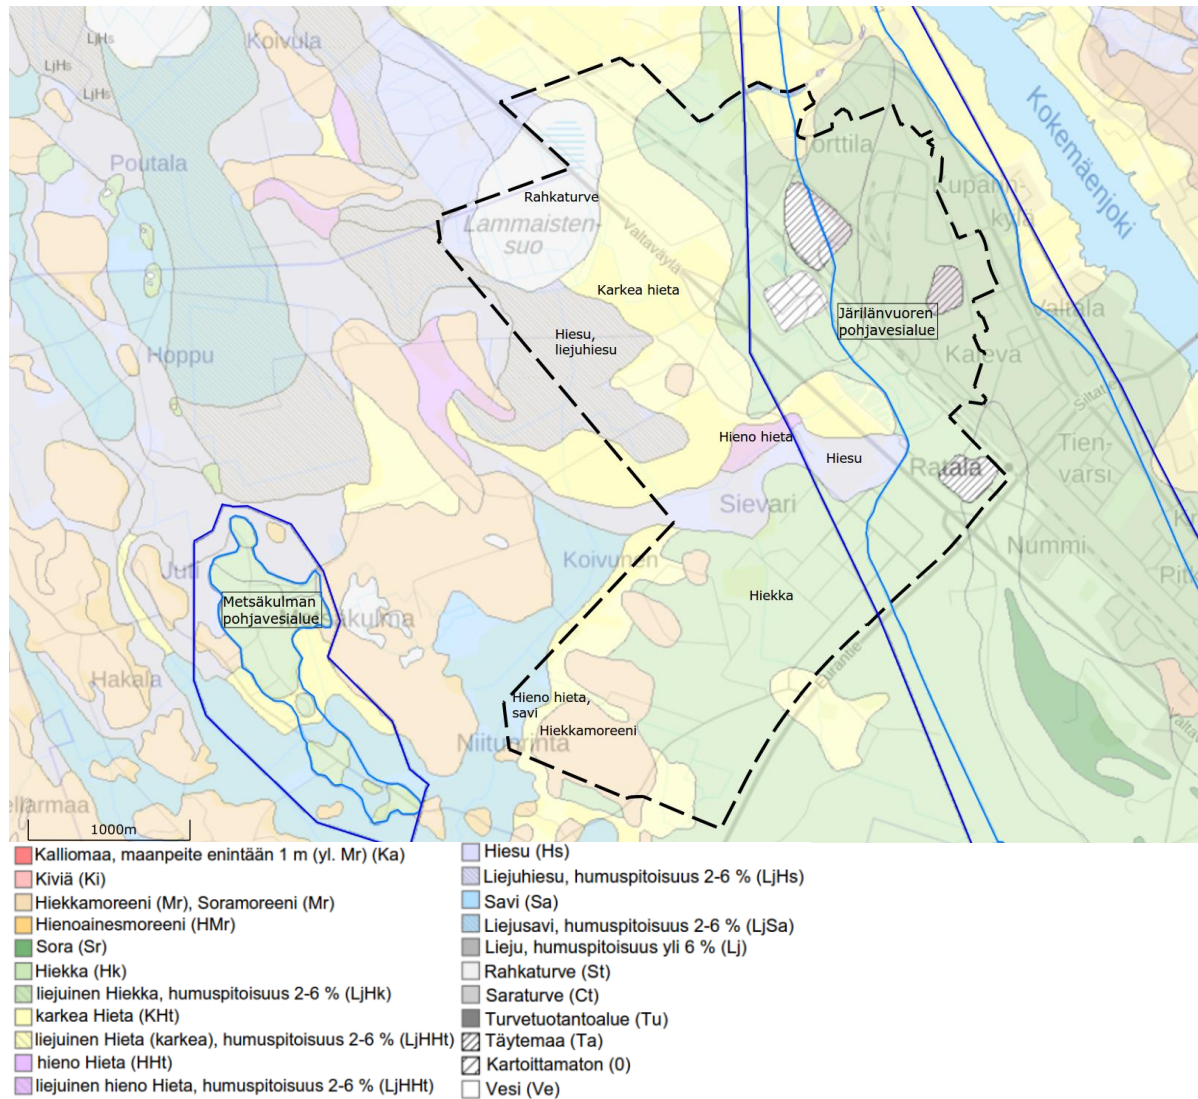 LjHs
LjHs
LjHs
Koivula
Poutala
Hoppu
Rahkaturve
Lammaisten-
suo
Valtaväylä
Karkea hieta
Hiesu,
liejuhiesu
Torttila
Kupari-
kylä
Kokemäenjoki
Järilänvuoren
pohjavesialue
Valtala
Kaleva
Siltatie
Tien-
varsi
Hieno hieta
Hiesu
Ratala
Sievari
Nummi
Koivunen
Hiekka
Juti
Metsäkulman
pohjavesialue
Metsäkulma
Hakala
Hieno hieta,
savi
Hiekkamoreeni
Niituurinta
1000m
Kalliomaa, maanpeite enintään 1 m (yl. Mr) (Ka)
Kiviä (Ki)
Hiekkamoreeni (Mr), Soramoreeni (Mr)
Hienoainesmoreeni (HMr)
Sora (Sr)
Hiekka (Hk)
liejuinen Hiekka, humuspitoisuus 2-6 % (LjHk)
karkea Hieta (KHt)
liejuinen Hieta (karkea), humuspitoisuus 2-6 % (LjHHt)
hieno Hieta (HHt)
liejuinen hieno Hieta, humuspitoisuus 2-6 % (LjHHt)
Hiesu (Hs)
Liejuhiesu, humuspitoisuus 2-6 % (LjHs)
Savi (Sa)
Liejusavi, humuspitoisuus 2-6 % (LjSa)
Lieju, humuspitoisuus yli 6 % (Lj)
Rahkaturve (St)
Saraturve (Ct)
Turvetuotantoalue (Tu)
Täytemaa (Ta)
Kartoittamaton (0)
Vesi (Ve)